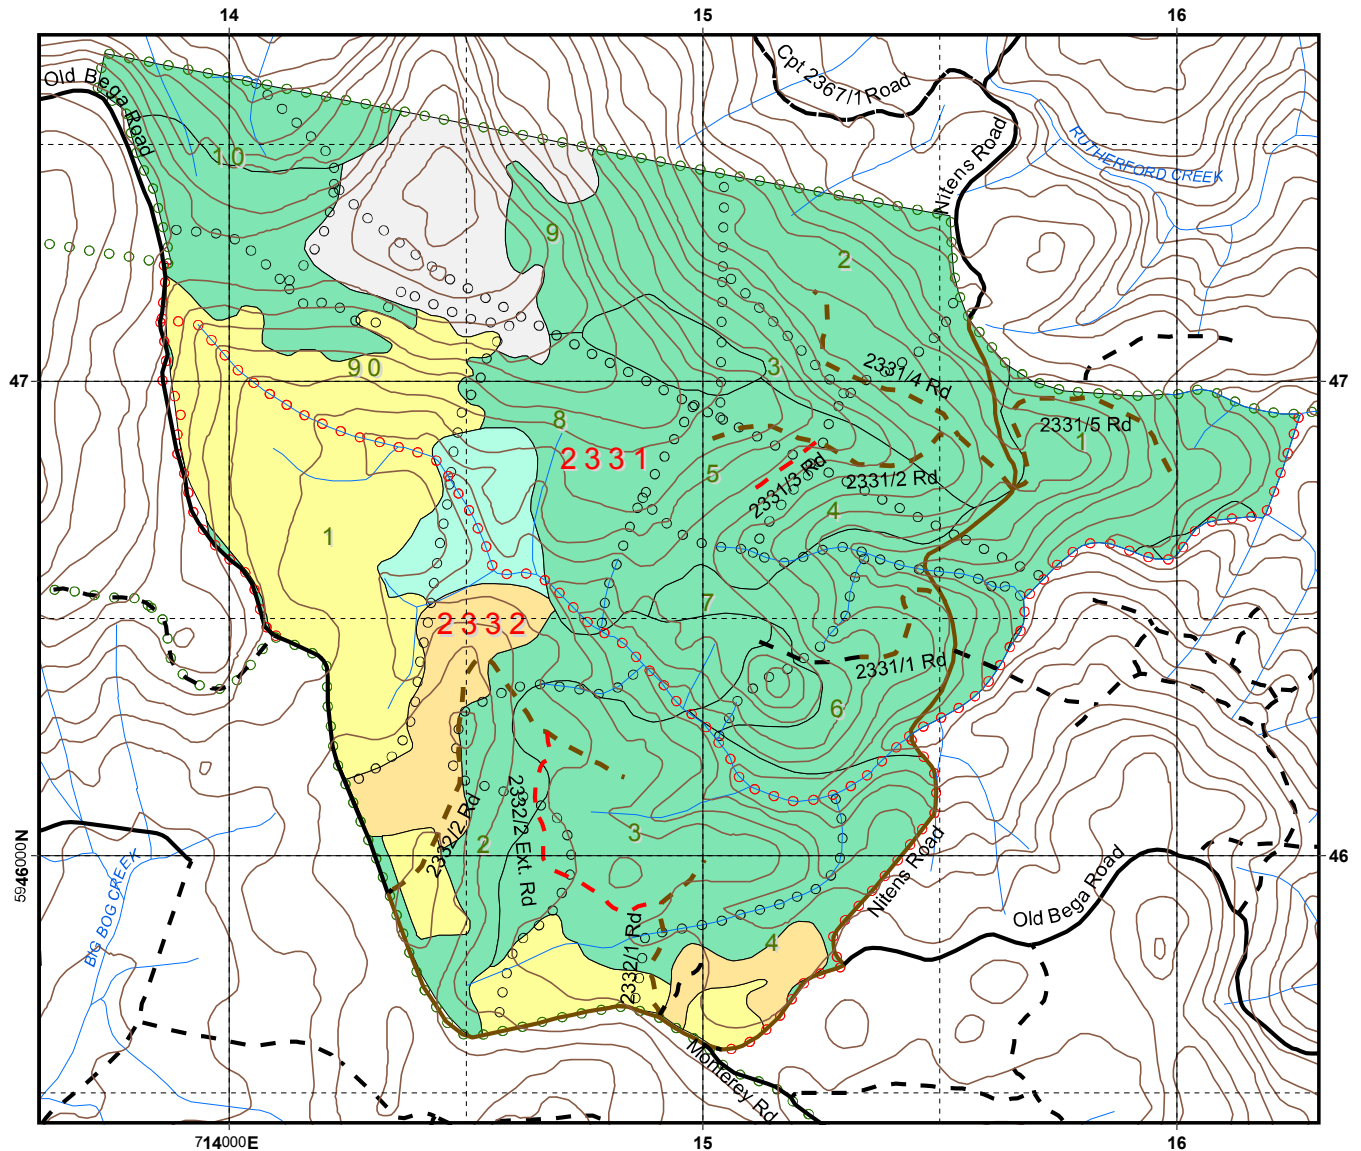 14
15
16
Old Bega Road
Cpt 2367/1 Road
Nitens Road
RUTHERFORD CREEK
10
9
2
47
47
90
3
2331/4 Rd
8
2331/5 Rd
1
2331
5
2331/3 Rd
2331/2 Rd
4
1
7
2332
2331/1 Rd
6
2332/2 Rd
2332/2 Ext. Rd
2
3
5946000N
46
Nitens Road
Old Bega Road
BIG BOG CREEK
4
2332/1 Rd
Monterey Rd
714000E
15
16